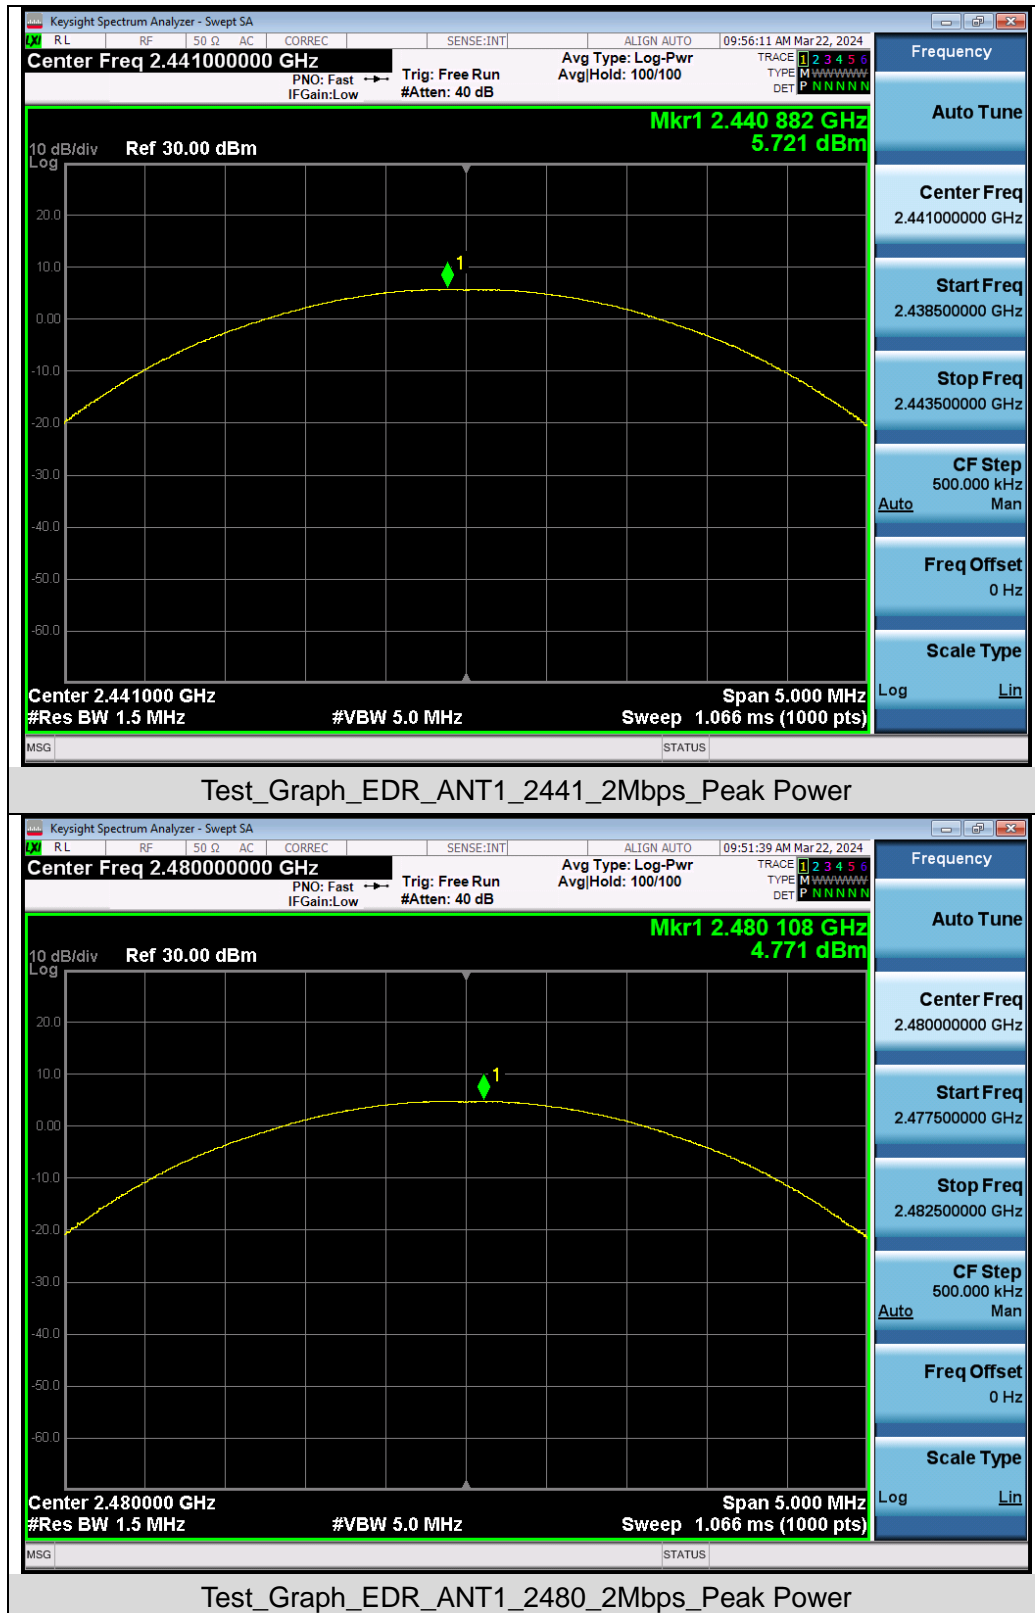 Keysight Spectrum Analyzer - Swept SA
LXI RL RF 50 Ω AC CORREC SENSE:INT ALIGN AUTO 09:56:11 AM Mar 22, 2024
Center Freq 2.441000000 GHz
PNO: Fast
IFGain:Low
Trig: Free Run
#Atten: 40 dB
Avg Type: Log-Pwr
Avg|Hold: 100/100
TRACE 1 2 3 4 5 6
TYPE M W W W W W
DET P N N N N N
Mkr1 2.440 882 GHz
5.721 dBm
10 dB/div Ref 30.00 dBm
Log
20.0
10.0
0.00
-10.0
-20.0
-30.0
-40.0
-50.0
-60.0
1
Center 2.441000 GHz Span 5.000 MHz
#Res BW 1.5 MHz #VBW 5.0 MHz Sweep 1.066 ms (1000 pts)
MSG STATUS
Frequency
Auto Tune
Center Freq
2.441000000 GHz
Start Freq
2.438500000 GHz
Stop Freq
2.443500000 GHz
CF Step
500.000 kHz
Auto Man
Freq Offset
0 Hz
Scale Type
Log Lin
Test_Graph_EDR_ANT1_2441_2Mbps_Peak Power
Keysight Spectrum Analyzer - Swept SA
LXI RL RF 50 Ω AC CORREC SENSE:INT ALIGN AUTO 09:51:39 AM Mar 22, 2024
Center Freq 2.480000000 GHz
PNO: Fast
IFGain:Low
Trig: Free Run
#Atten: 40 dB
Avg Type: Log-Pwr
Avg|Hold: 100/100
TRACE 1 2 3 4 5 6
TYPE M W W W W W
DET P N N N N N
Mkr1 2.480 108 GHz
4.771 dBm
10 dB/div Ref 30.00 dBm
Log
20.0
10.0
0.00
-10.0
-20.0
-30.0
-40.0
-50.0
-60.0
1
Center 2.480000 GHz Span 5.000 MHz
#Res BW 1.5 MHz #VBW 5.0 MHz Sweep 1.066 ms (1000 pts)
MSG STATUS
Frequency
Auto Tune
Center Freq
2.480000000 GHz
Start Freq
2.477500000 GHz
Stop Freq
2.482500000 GHz
CF Step
500.000 kHz
Auto Man
Freq Offset
0 Hz
Scale Type
Log Lin
Test_Graph_EDR_ANT1_2480_2Mbps_Peak Power